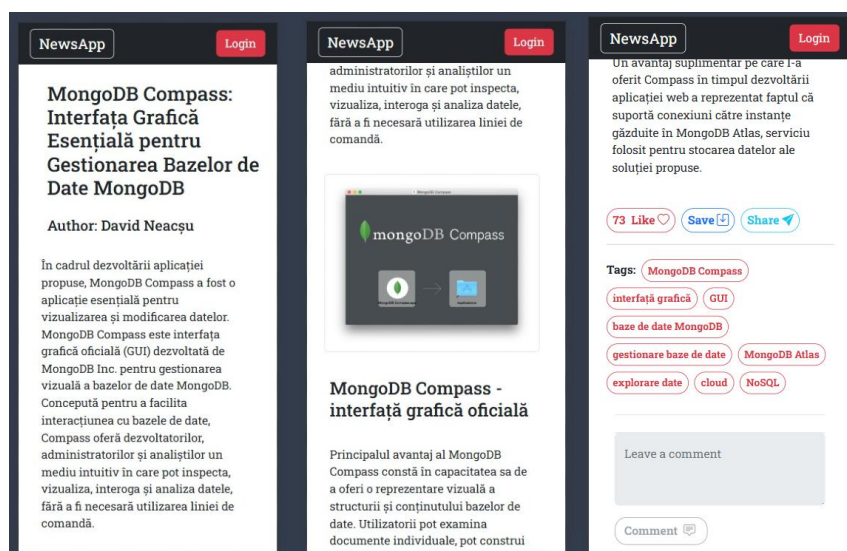 NewsApp
Login
MongoDB Compass:
Interfața Grafică
Esențială pentru
Gestionarea Bazelor de
Date MongoDB
Author: David Neacșu
În cadrul dezvoltării aplicației
propuse, MongoDB Compass a fost o
aplicație esențială pentru
vizualizarea și modificarea datelor.
MongoDB Compass este interfața
grafică oficială (GUI) dezvoltată de
MongoDB Inc. pentru gestionarea
vizuală a bazelor de date MongoDB.
Concepută pentru a facilita
interacțiunea cu bazele de date,
Compass oferă dezvoltatorilor,
administratorilor și analiștilor un
mediu intuitiv în care pot inspecta,
vizualiza, interoga și analiza datele,
fără a fi necesară utilizarea liniei de
comandă.
NewsApp
Login
administratorilor și analiștilor un
mediu intuitiv în care pot inspecta,
vizualiza, interoga și analiza datele,
fără a fi necesară utilizarea liniei de
comandă.
mongoDB Compass
MongoDB Compass -
interfață grafică oficială
Principalul avantaj al MongoDB
Compass constă în capacitatea sa de
a oferi o reprezentare vizuală a
structurii și conținutului bazelor de
date. Utilizatorii pot examina
documente individuale, pot construi
NewsApp
Login
Un avantaj suplimentar pe care l-a
oferit Compass în timpul dezvoltării
aplicației web a reprezentat faptul că
suportă conexiuni către instanțe
găzduite în MongoDB Atlas, serviciu
folosit pentru stocarea datelor ale
soluției propuse.
73 Like Save Share
Tags: MongoDB Compass
interfață grafică GUI
baze de date MongoDB
gestionare baze de date MongoDB Atlas
explorare date cloud NoSQL
Leave a comment
Comment